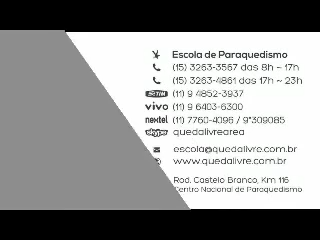 Escola de Paraquedismo
(15) 3263-3567 das 8h ~ 17h
(15) 3263-4861 das 17h ~ 23h
(11) 9 4852-3937
vivo (11) 9 6403-6300
nextel (11) 7760-4096 / 9*309085
skype quedalivrearea
escola@quedalivre.com.br
www.quedalivre.com.br
Rod. Castelo Branco, Km 116
Centro Nacional de Paraquedismo